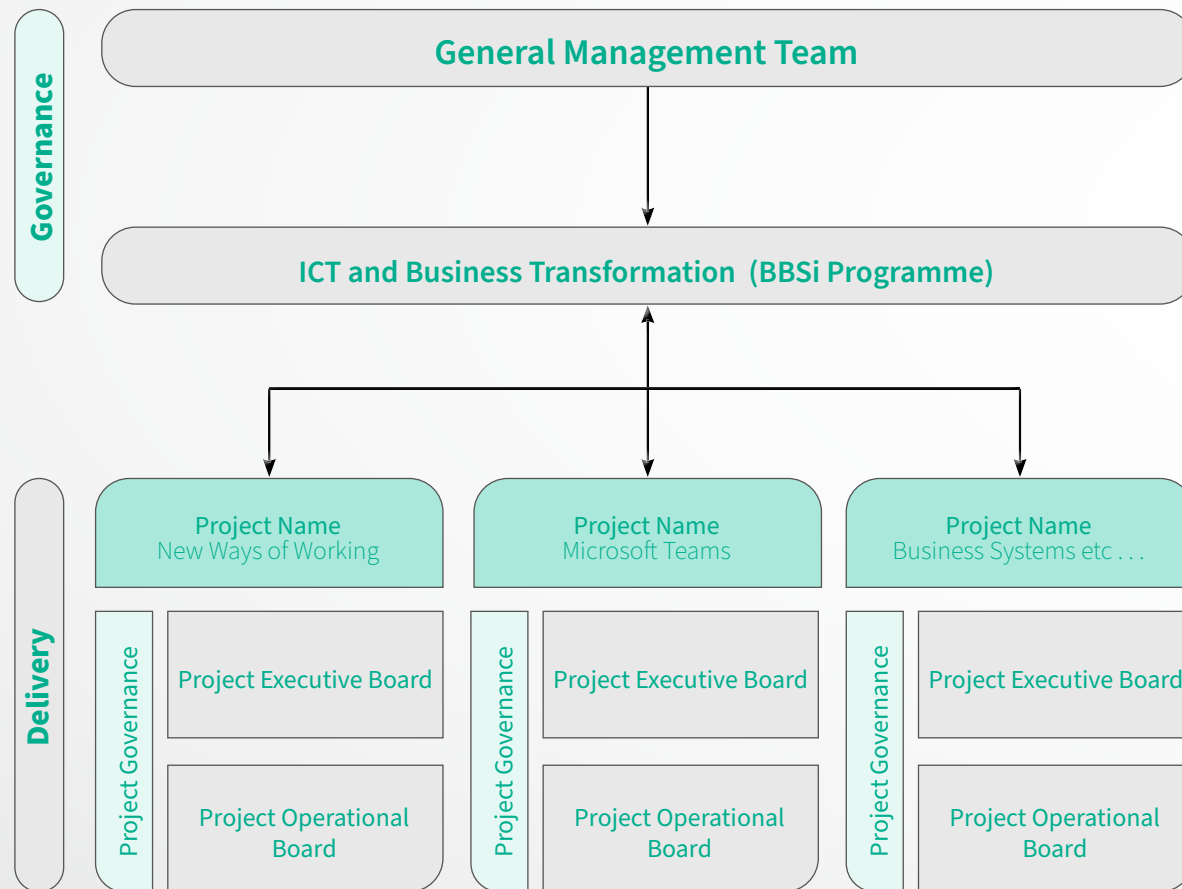 Governance
General Management Team
ICT and Business Transformation (BBSi Programme)
Delivery
Project Name
New Ways of Working
Project Governance
Project Executive Board
Project Operational
Board
Project Name
Microsoft Teams
Project Governance
Project Executive Board
Project Operational
Board
Project Name
Business Systems etc . . .
Project Governance
Project Executive Board
Project Operational
Board